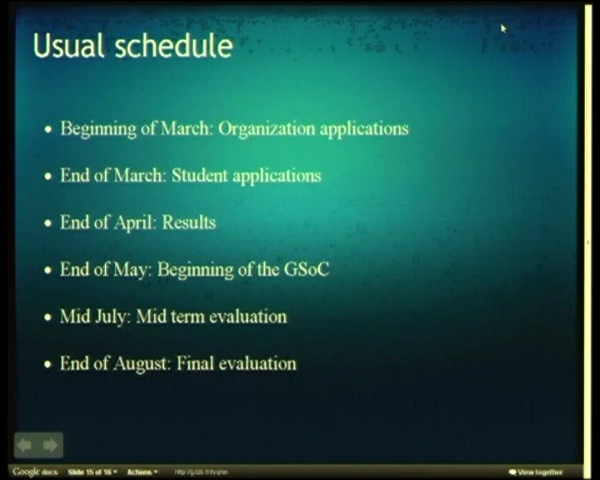 Usual schedule
• Beginning of March: Organization applications
• End of March: Student applications
• End of April: Results
• End of May: Beginning of the GSoC
• Mid July: Mid term evaluation
• End of August: Final evaluation
Google docs Slide 15 of 16 Actions View together